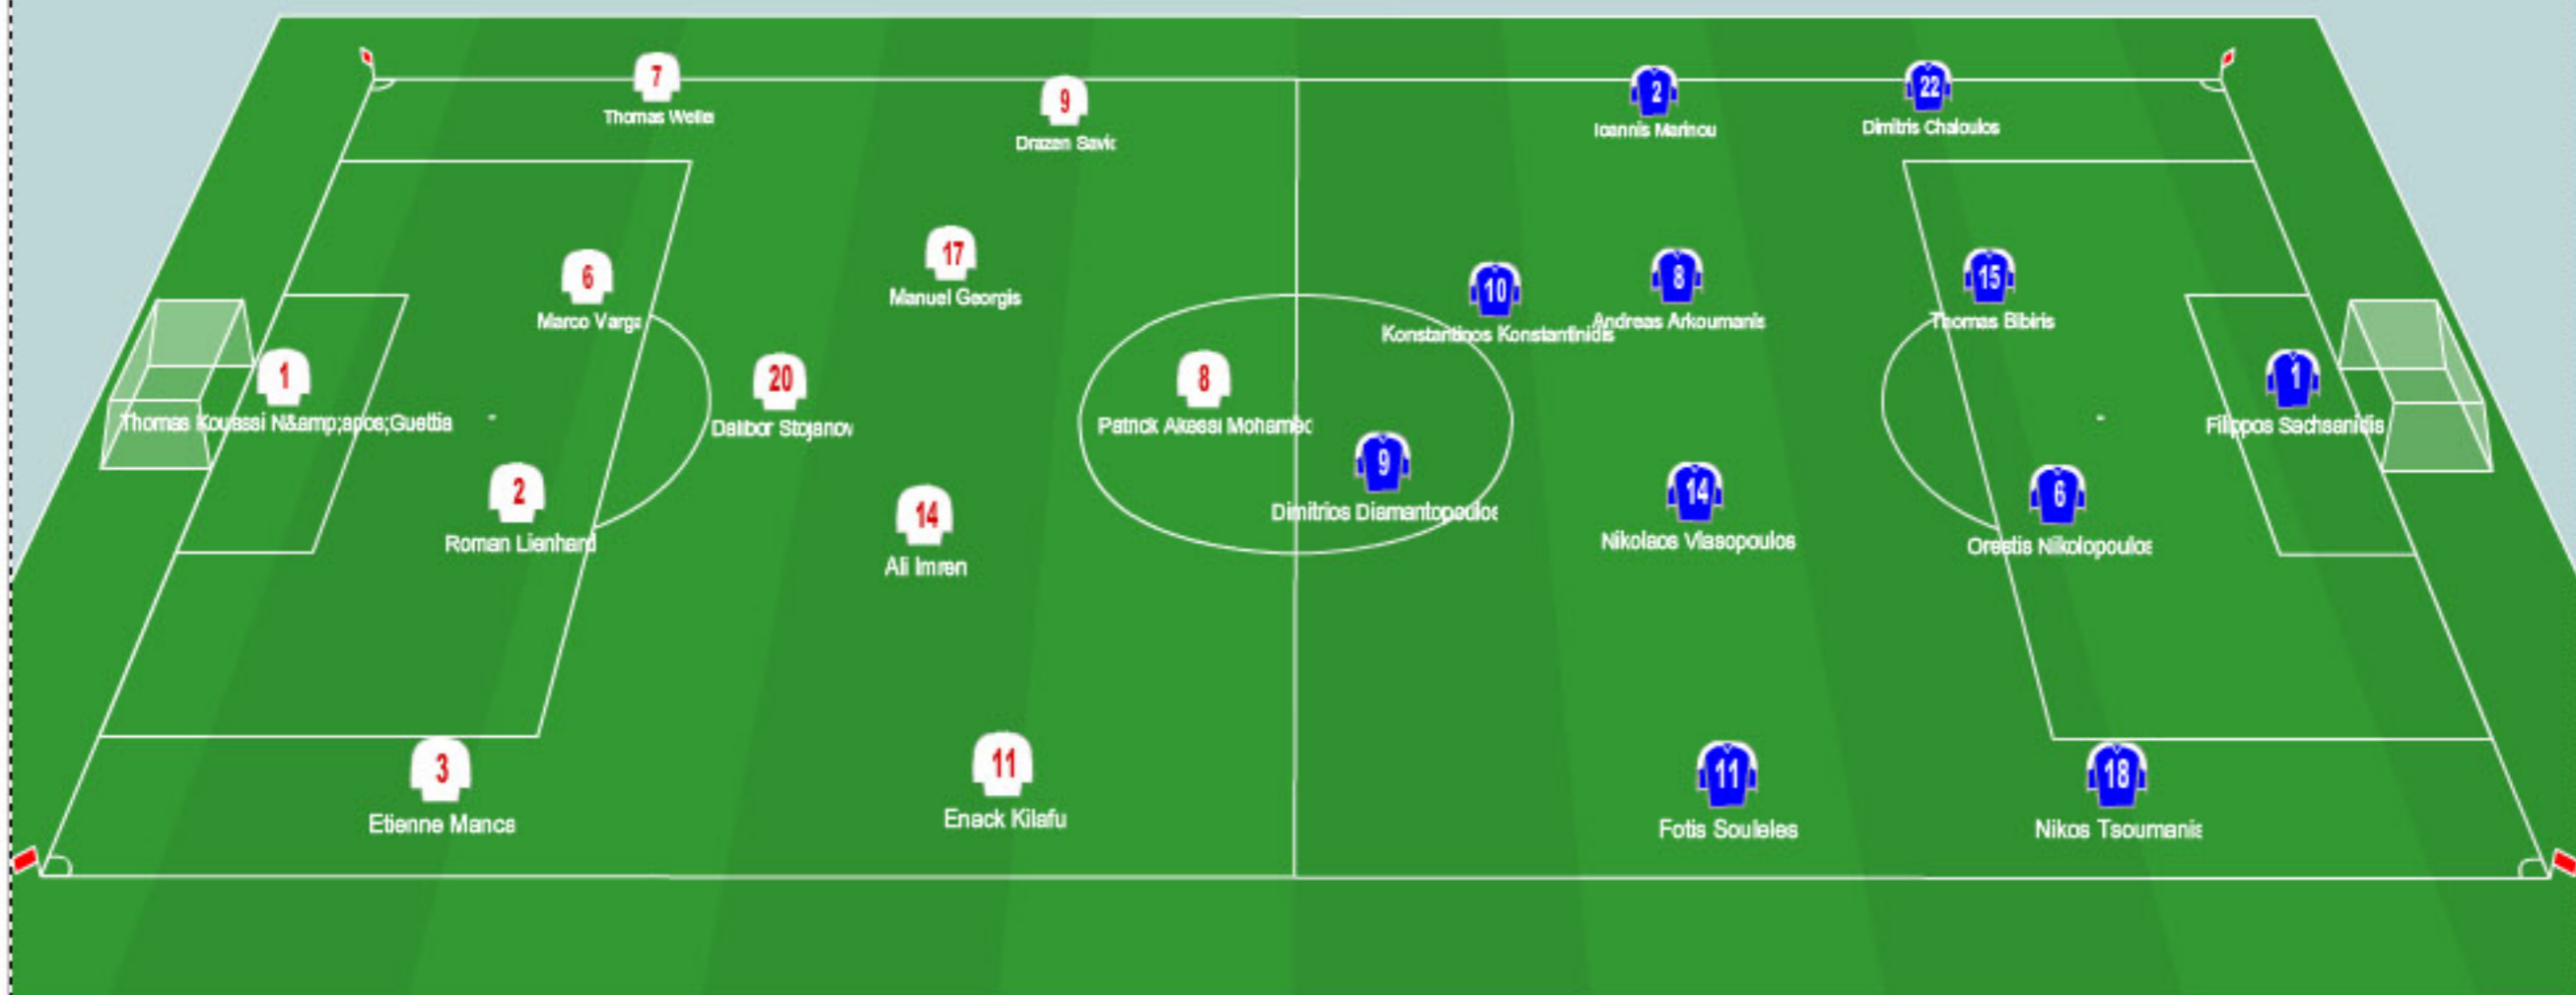 7
Thomas Weller
9
Drazen Savic
2
Ioannis Marinou
22
Dimitris Chaloulos
17
Manuel Georgis
6
Marco Varga
10
Konstantinos Konstantinidis
8
Andreas Arkoumanis
15
Thomas Bibiris
1
Thomas Kouassi N&amp;apos;Guettia
20
Dalibor Stojanov
8
Patrick Akassi Mohamed
1
Filippos Sachsanidis
9
Dimitrios Diamantopoulos
2
Roman Lienhard
14
Ali Imren
14
Nikolaos Vlasopoulos
6
Orestis Nikolopoulos
3
Etienne Manca
11
Enack Kilafu
11
Fotis Souleles
18
Nikos Tsoumanis